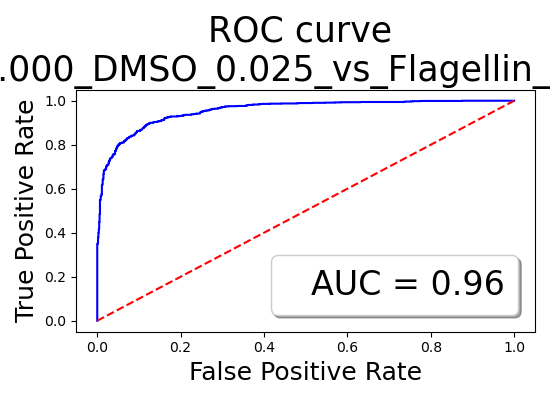 ROC curve
.000_DMSO_0.025_vs_Flagellin_
True Positive Rate
1.0
0.8
0.6
0.4
0.2
0.0
AUC = 0.96
0.0 0.2 0.4 0.6 0.8 1.0
False Positive Rate